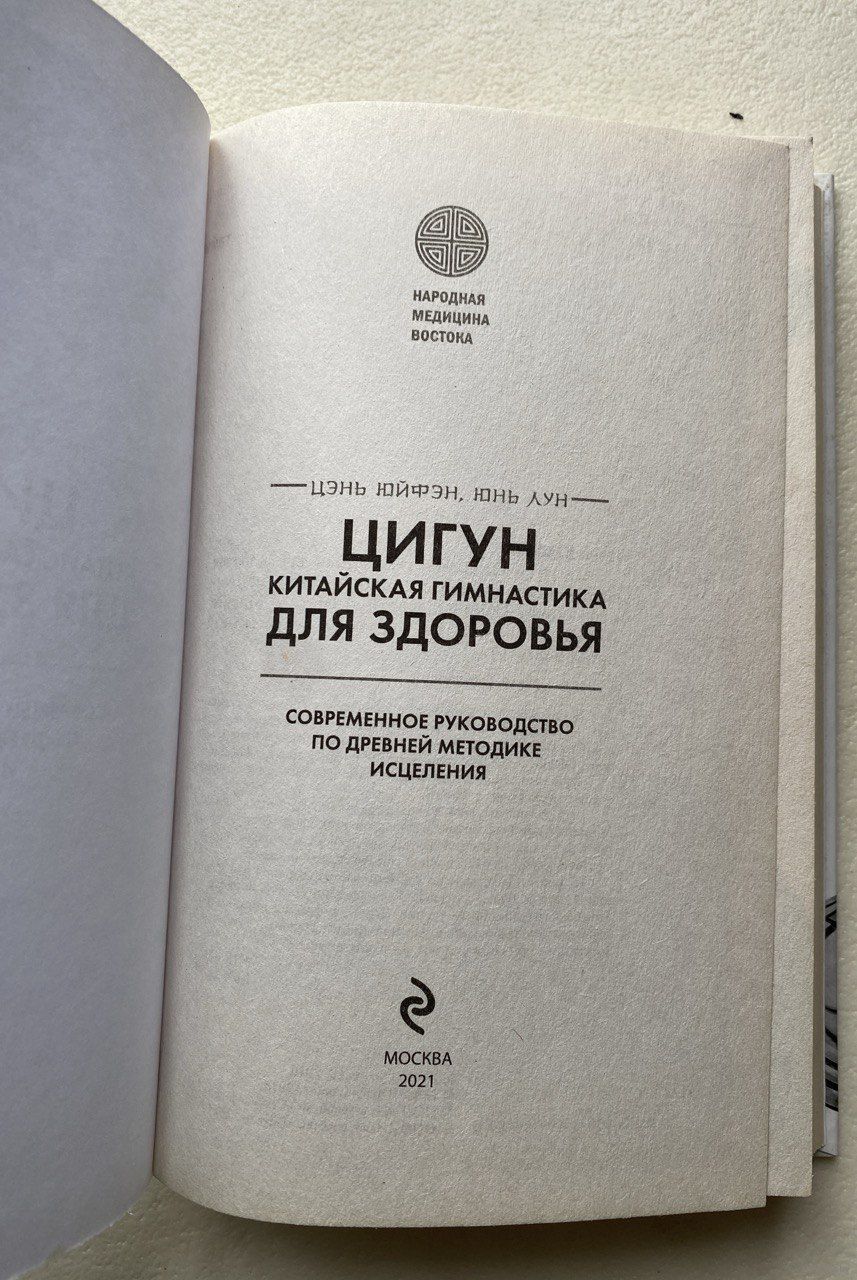 НАРОДНАЯ
МЕДИЦИНА
ВОСТОКА
ЦЭНЬ ЮЙФЭН, ЮНЬ ЛУН
ЦИГУН
КИТАЙСКАЯ ГИМНАСТИКА
ДЛЯ ЗДОРОВЬЯ
СОВРЕМЕННОЕ РУКОВОДСТВО
ПО ДРЕВНЕЙ МЕТОДИКЕ
ИСЦЕЛЕНИЯ
МОСКВА
2021